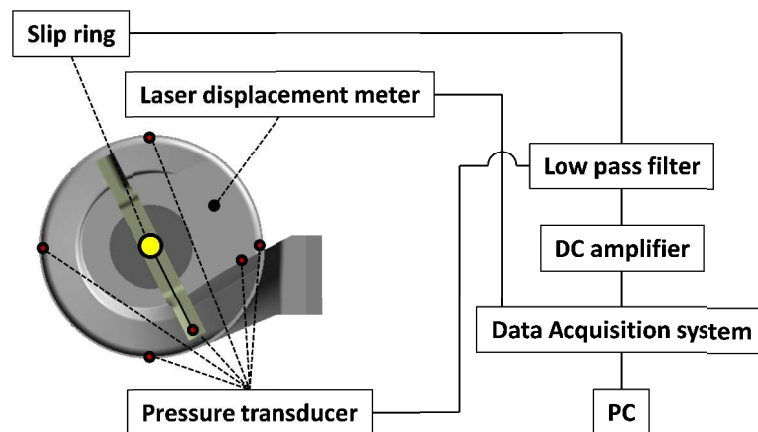 Slip ring
Laser displacement meter
Low pass filter
DC amplifier
Data Acquisition system
Pressure transducer
PC